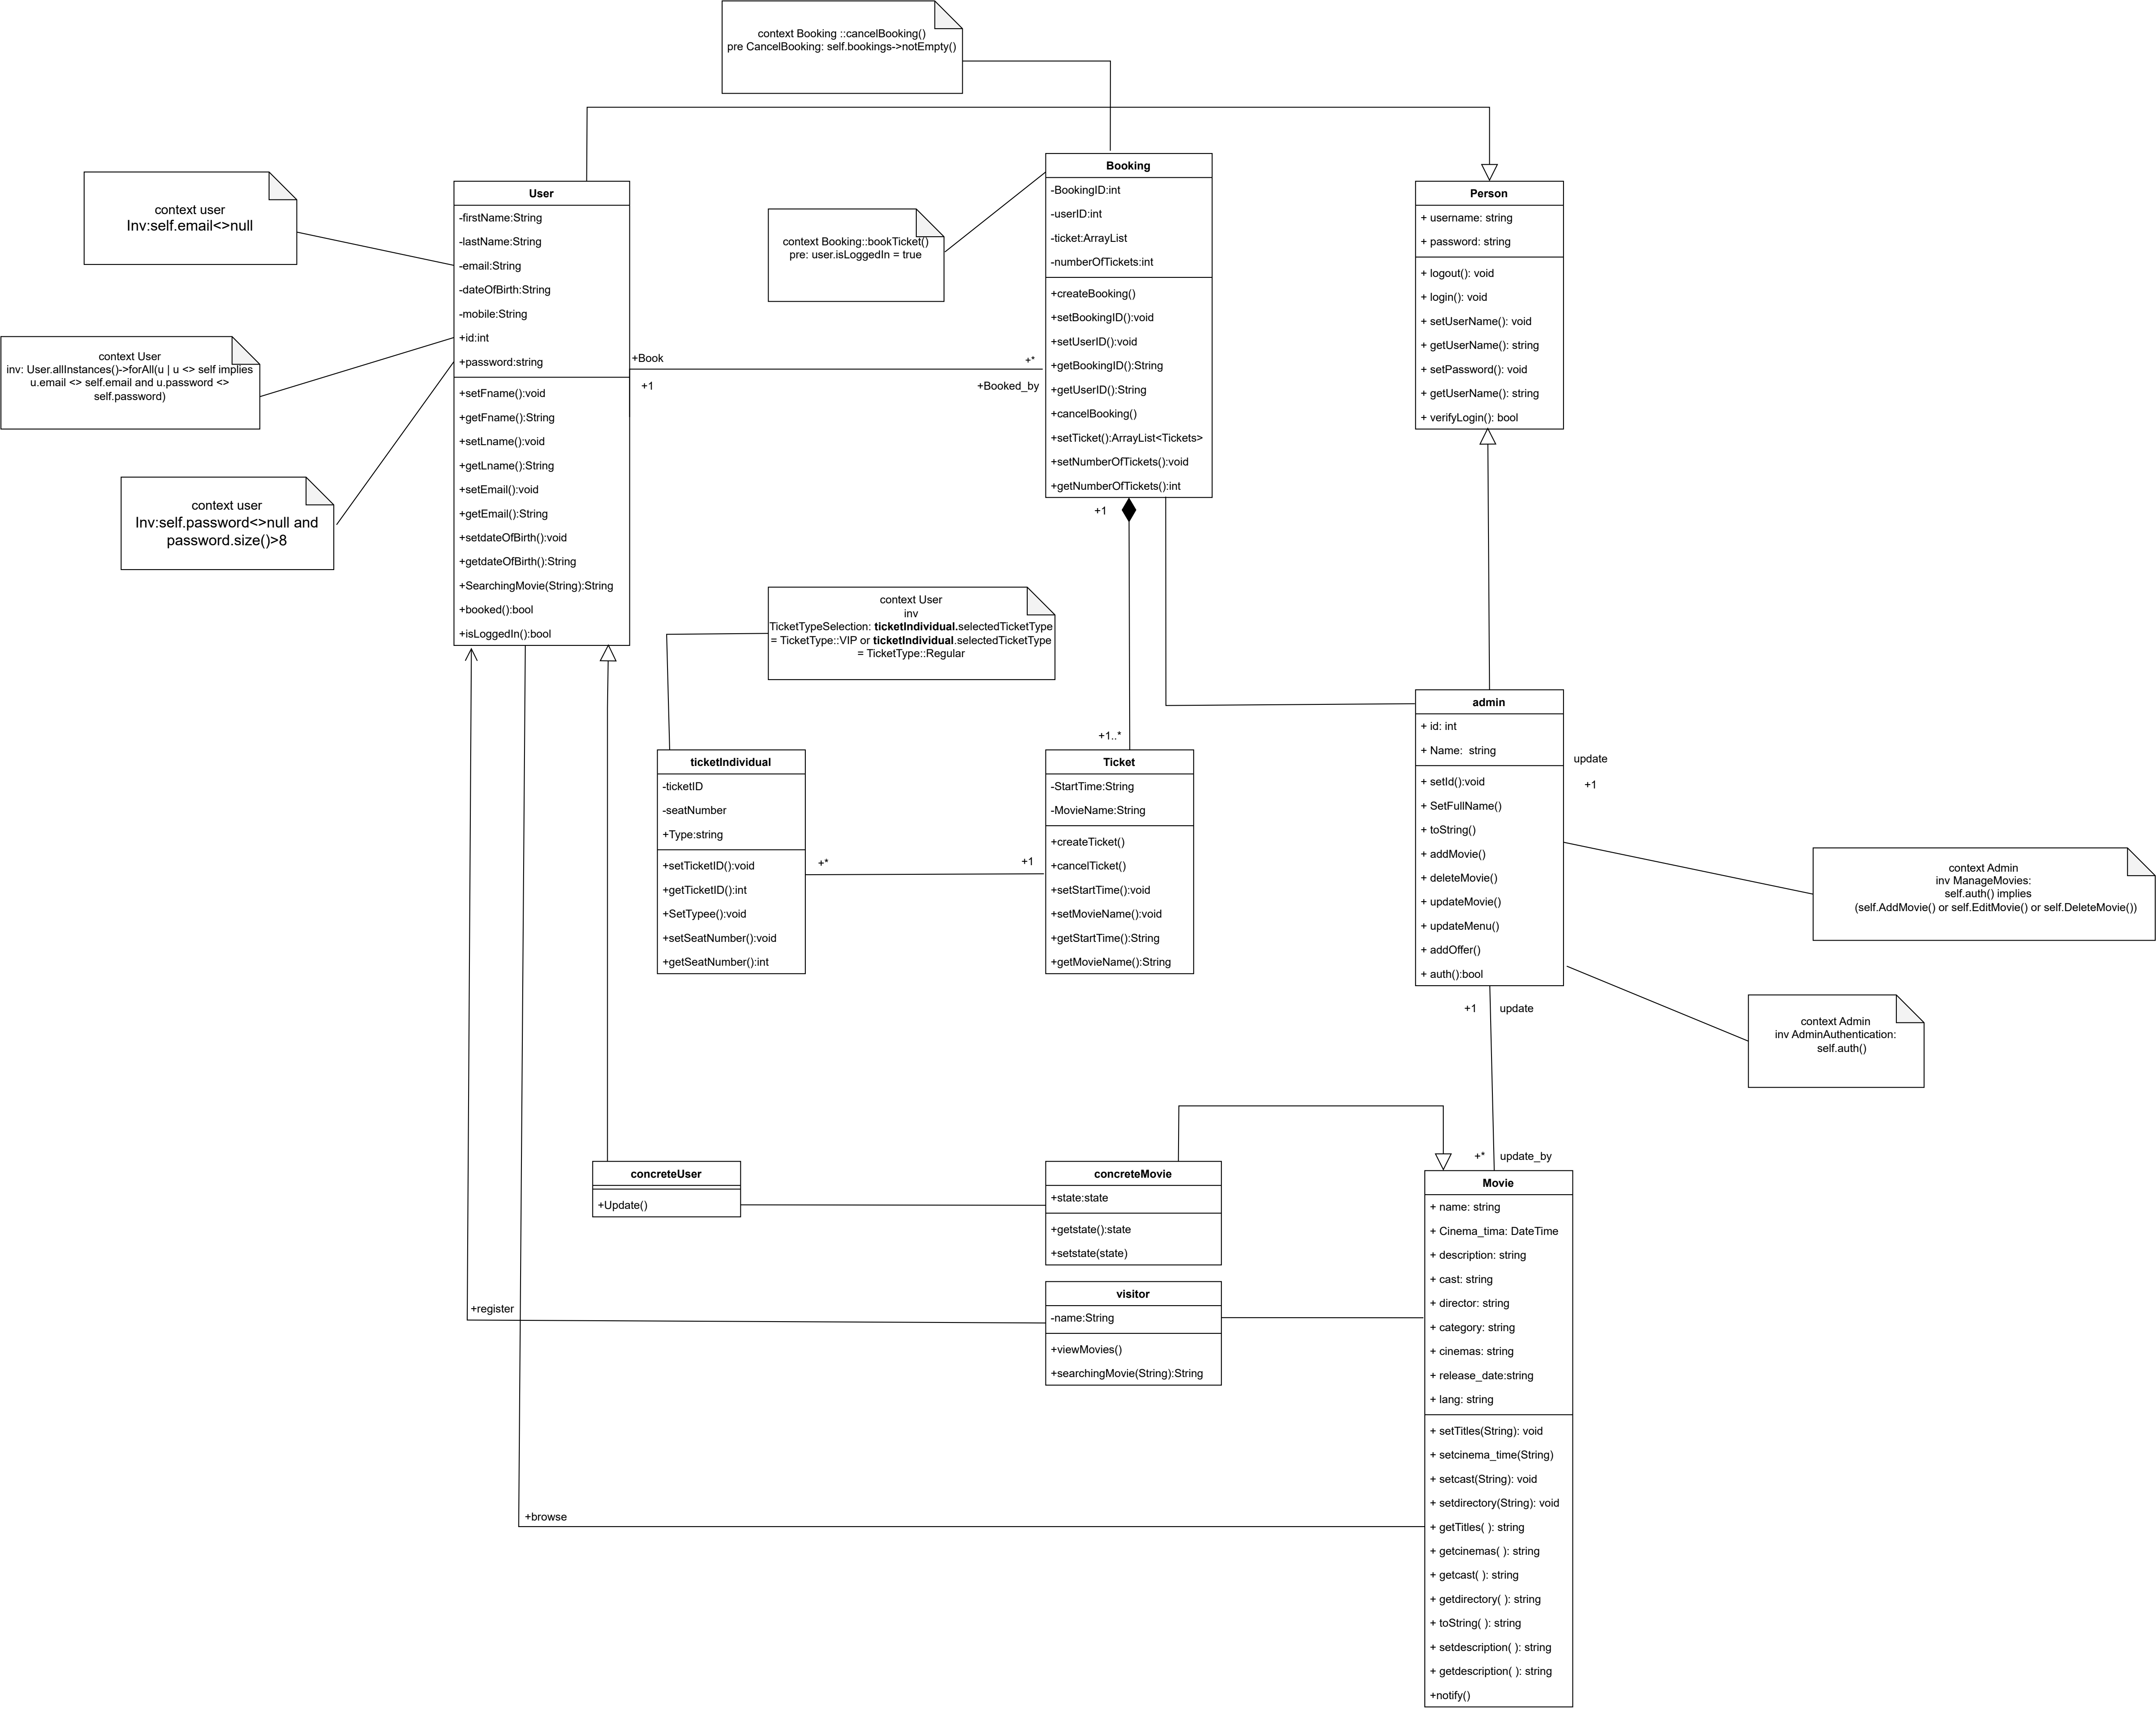 context Booking ::cancelBooking()
pre CancelBooking: self.bookings->notEmpty()
context user
Inv:self.email<>null
context User
inv: User.allInstances()->forAll(u | u <> self implies
u.email <> self.email and u.password <>
self.password)
context user
Inv:self.password<>null and
password.size()>8
User
-firstName:String
-lastName:String
-email:String
-dateOfBirth:String
-mobile:String
+id:int
+password:string
+setFname():void
+getFname():String
+setLname():void
+getLname():String
+setEmail():void
+getEmail():String
+setdateOfBirth():void
+getdateOfBirth():String
+SearchingMovie(String):String
+booked():bool
+isLoggedIn():bool
context Booking::bookTicket()
pre: user.isLoggedIn = true
+Book
+1
+*
+Booked_by
Booking
-BookingID:int
-userID:int
-ticket:ArrayList
-numberOfTickets:int
+createBooking()
+setBookingID():void
+setUserID():void
+getBookingID():String
+getUserID():String
+cancelBooking()
+setTicket():ArrayList<Tickets>
+setNumberOfTickets():void
+getNumberOfTickets():int
Person
+ username: string
+ password: string
+ logout(): void
+ login(): void
+ setUserName(): void
+ getUserName(): string
+ setPassword(): void
+ getUserName(): string
+ verifyLogin(): bool
+1
context User
inv
TicketTypeSelection: ticketIndividual.selectedTicketType
= TicketType::VIP or ticketIndividual.selectedTicketType
= TicketType::Regular
+1..*
ticketIndividual
-ticketID
-seatNumber
+Type:string
+setTicketID():void
+getTicketID():int
+SetTypee():void
+setSeatNumber():void
+getSeatNumber():int
+*
+1
Ticket
-StartTime:String
-MovieName:String
+createTicket()
+cancelTicket()
+setStartTime():void
+setMovieName():void
+getStartTime():String
+getMovieName():String
admin
+ id: int
+ Name:  string
+ setId():void
+ SetFullName()
+ toString()
+ addMovie()
+ deleteMovie()
+ updateMovie()
+ updateMenu()
+ addOffer()
+ auth():bool
update
+1
context Admin
inv ManageMovies:
self.auth() implies
(self.AddMovie() or self.EditMovie() or self.DeleteMovie())
context Admin
inv AdminAuthentication:
self.auth()
+1
update
+*
update_by
concreteUser
+Update()
concreteMovie
+state:state
+getstate():state
+setstate(state)
visitor
-name:String
+viewMovies()
+searchingMovie(String):String
+register
+browse
Movie
+ name: string
+ Cinema_tima: DateTime
+ description: string
+ cast: string
+ director: string
+ category: string
+ cinemas: string
+ release_date:string
+ lang: string
+ setTitles(String): void
+ setcinema_time(String)
+ setcast(String): void
+ setdirectory(String): void
+ getTitles( ): string
+ getcinemas( ): string
+ getcast( ): string
+ getdirectory( ): string
+ toString( ): string
+ setdescription( ): string
+ getdescription( ): string
+notify()